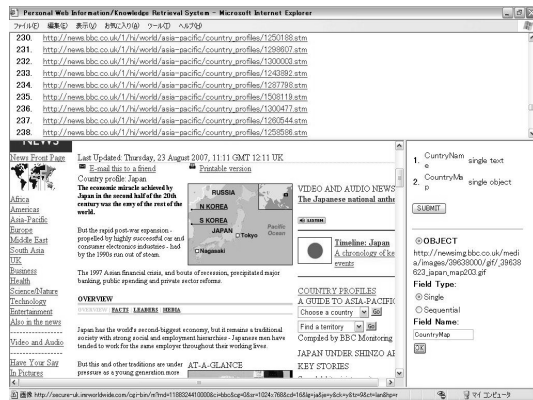 Personal Web Information/Knowledge Retrieval System - Microsoft Internet Explorer
ファイル(F) 編集(E) 表示(V) お気に入り(A) ツール(T) ヘルプ(H)
230. http://news.bbc.co.uk/1/hi/world/asia-pacific/country_profiles/1250188.stm
231. http://news.bbc.co.uk/1/hi/world/asia-pacific/country_profiles/1298607.stm
232. http://news.bbc.co.uk/1/hi/world/asia-pacific/country_profiles/1300003.stm
233. http://news.bbc.co.uk/1/hi/world/asia-pacific/country_profiles/1243892.stm
234. http://news.bbc.co.uk/1/hi/world/asia-pacific/country_profiles/1287798.stm
235. http://news.bbc.co.uk/1/hi/world/asia-pacific/country_profiles/1508119.stm
236. http://news.bbc.co.uk/1/hi/world/asia-pacific/country_profiles/1300477.stm
237. http://news.bbc.co.uk/1/hi/world/asia-pacific/country_profiles/1260544.stm
238. http://news.bbc.co.uk/1/hi/world/asia-pacific/country_profiles/1258586.stm
NEWS
News Front Page
Africa
Americas
Asia-Pacific
Europe
Middle East
South Asia
UK
Business
Health
Science/Nature
Technology
Entertainment
Also in the news
Video and Audio
Have Your Say
In Pictures
Last Updated: Thursday, 23 August 2007, 11:11 GMT 12:11 UK
E-mail this to a friend Printable version
Country profile: Japan
The economic miracle achieved by
Japan in the second half of the 20th
century was the envy of the rest of the
world.
But the rapid post-war expansion -
propelled by highly successful car and
consumer electronics industries - had
by the 1990s run out of steam.
The 1997 Asian financial crisis, and bouts of recession, precipitated major
banking, public spending and private sector reforms.
OVERVIEW
OVERVIEW FACTS LEADERS MEDIA
Japan has the world's second-biggest economy, but it remains a traditional
society with strong social and employment hierarchies - Japanese men have
tended to work for the same employer throughout their working lives.
But this and other traditions are under
pressure as a young generation more
AT-A-GLANCE
RUSSIA
N KOREA
S KOREA
JAPAN
Tokyo
Nagasaki
Pacific
Ocean
VIDEO AND AUDIO NEWS
The Japanese national anthe
LISTEN
Timeline: Japan
A chronology of ke
events
COUNTRY PROFILES
A GUIDE TO ASIA-PACIFIC
Choose a country Go
Find a territory Go
Compiled by BBC Monitoring
JAPAN UNDER SHINZO AB
KEY STORIES
1. CuntryNam
e single text
2. CountryMa
p single object
SUBMIT
OBJECT
http://newsimg.bbc.co.uk/medi
a/images/39638000/gif/_39638
623_japan_map203.gif
Field Type:
Single
Sequential
Field Name:
CountryMap
OK
マイ コンピュータ